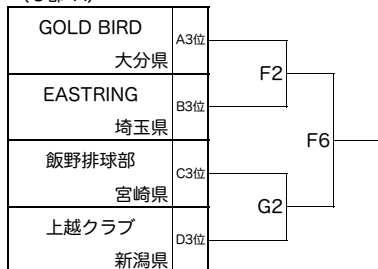 GOLD BIRD
大分県
A3位
EASTRING
埼玉県
B3位
F2
飯野排球部
宮崎県
C3位
上越クラブ
新潟県
D3位
G2
F6